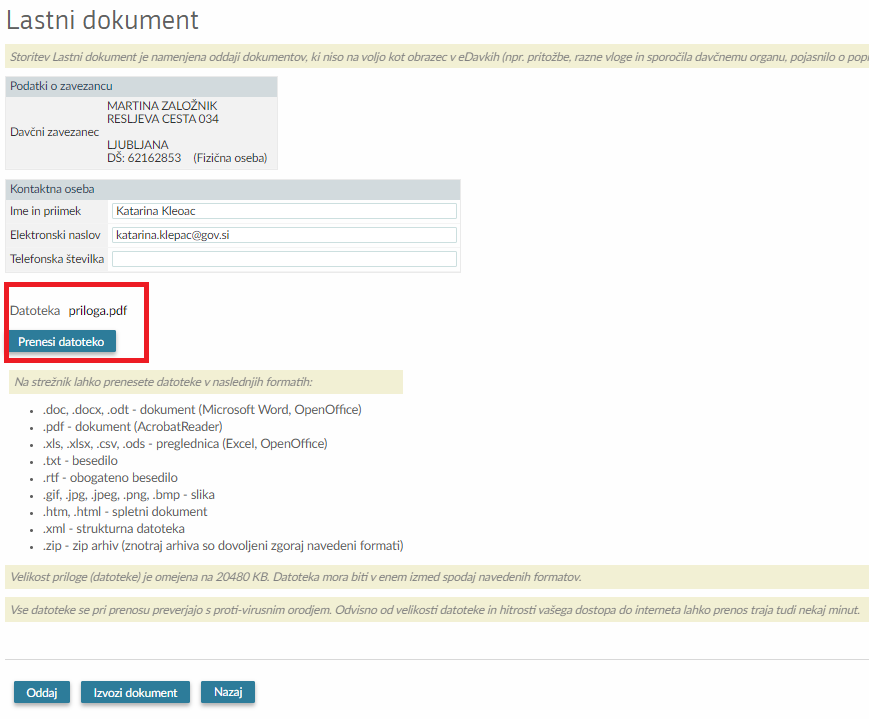 Lastni dokument
Storitev Lastni dokument je namenjena oddaji dokumentov, ki niso na voljo kot obrazec v eDavkih (npr. pritožbe, razne vloge in sporočila davčnemu organu, pojasnilo o popi
Podatki o zavezancu
MARTINA ZALOŽNIK
RESLJEVA CESTA 034
Davčni zavezanec
LJUBLJANA
DŠ: 62162853 (Fizična oseba)
Kontaktna oseba
Ime in priimek Katarina Kleoac
Elektronski naslov katarina.klepac@gov.si
Telefonska številka
Datoteka priloga.pdf
Prenesi datoteko
Na strežnik lahko prenesete datoteke v naslednjih formatih:
• .doc, .docx, .odt - dokument (Microsoft Word, OpenOffice)
• .pdf - dokument (AcrobatReader)
• .xls, .xlsx, .csv, .ods - preglednica (Excel, OpenOffice)
• .txt - besedilo
• .rtf - obogateno besedilo
• .gif, .jpg, .jpeg, .png, .bmp - slika
• .htm, .html - spletni dokument
• .xml - strukturna datoteka
• .zip - zip arhiv (znotraj arhiva so dovoljeni zgoraj navedeni formati)
Velikost priloge (datoteke) je omejena na 20480 KB. Datoteka mora biti v enem izmed spodaj navedenih formatov.
Vse datoteke se pri prenosu preverjajo s proti-virusnim orodjem. Odvisno od velikosti datoteke in hitrosti vašega dostopa do interneta lahko prenos traja tudi nekaj minut.
Oddaj Izvozi dokument Nazaj